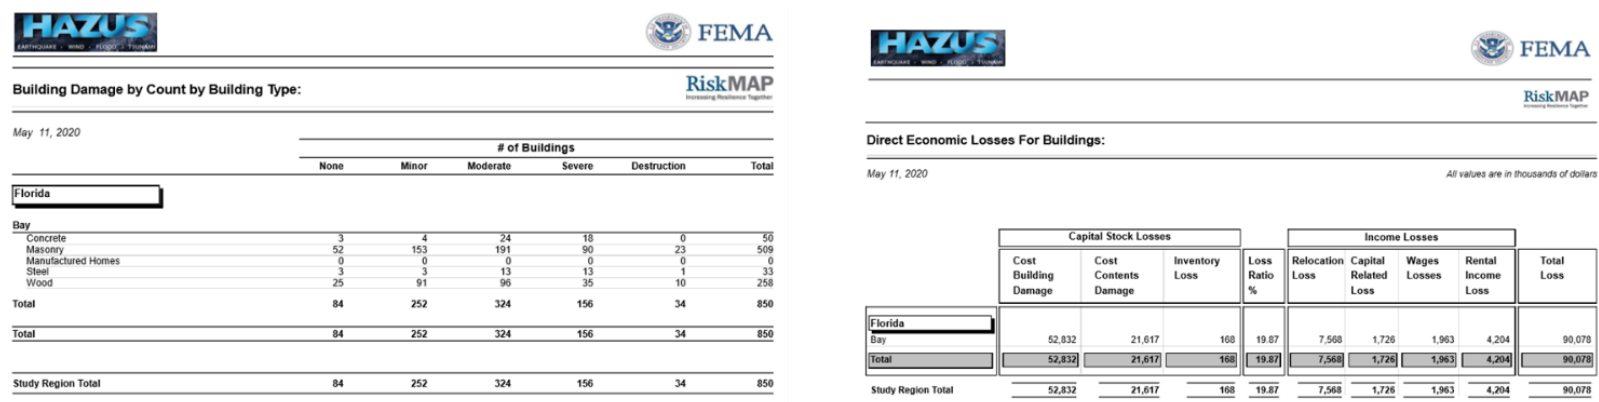 HAZUS
EARTHQUAKE • WIND • FLOOD • TSUNAMI
FEMA
RiskMAP
Increasing Resilience Together
Building Damage by Count by Building Type:
May 11, 2020
# of Buildings
None Minor Moderate Severe Destruction Total
Florida
Bay
Concrete 3 4 24 18 0 50
Masonry 52 153 191 90 23 509
Manufactured Homes 0 0 0 0 0 0
Steel 3 3 13 13 1 33
Wood 25 91 96 35 10 258
Total 84 252 324 156 34 850
Total 84 252 324 156 34 850
Study Region Total 84 252 324 156 34 850
HAZUS
EARTHQUAKE • WIND • FLOOD • TSUNAMI
FEMA
RiskMAP
Increasing Resilience Together
Direct Economic Losses For Buildings:
May 11, 2020 All values are in thousands of dollars
Capital Stock Losses Income Losses
Cost Cost Inventory Loss Relocation Capital Wages Rental Total
Building Contents Loss Ratio Loss Related Losses Income Loss
Damage Damage % Loss Loss
Florida
Bay 52,832 21,617 168 19.87 7,568 1,726 1,963 4,204 90,078
Total 52,832 21,617 168 19.87 7,568 1,726 1,963 4,204 90,078
Study Region Total 52,832 21,617 168 19.87 7,568 1,726 1,963 4,204 90,078